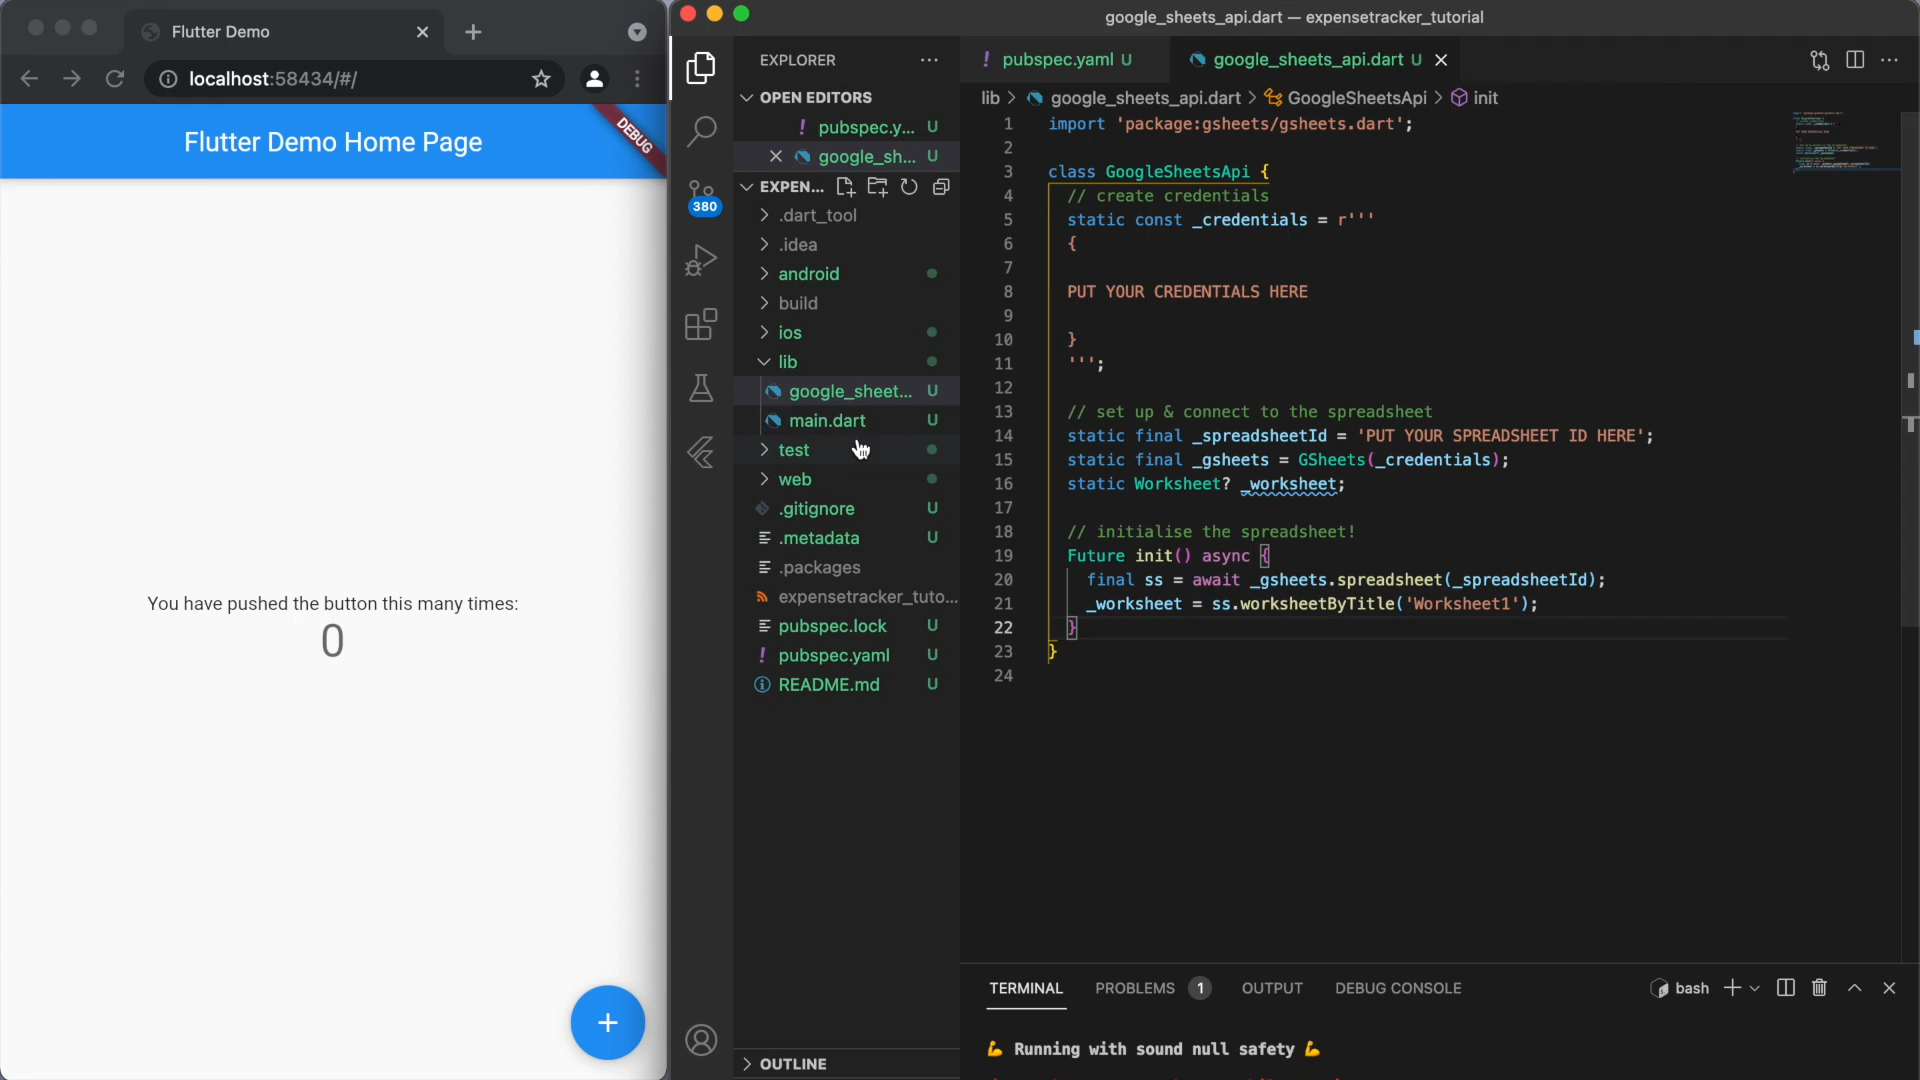 Flutter Demo
localhost:58434/#/
Flutter Demo Home Page
DEBUG
You have pushed the button this many times:
0
+
google_sheets_api.dart — expensetracker_tutorial
EXPLORER
OPEN EDITORS
! pubspec.y... U
google_sh... U
EXPEN...
380
.dart_tool
.idea
android
build
ios
lib
google_sheet... U
main.dart U
test
web
.gitignore U
.metadata U
.packages
expensetracker_tuto...
pubspec.lock U
! pubspec.yaml U
README.md U
OUTLINE
! pubspec.yaml U
google_sheets_api.dart U
lib > google_sheets_api.dart > GoogleSheetsApi > init
1 import 'package:gsheets/gsheets.dart';
2
3 class GoogleSheetsApi {
4 // create credentials
5 static const _credentials = r'''
6 {
7
8 PUT YOUR CREDENTIALS HERE
9
10 }
11 ''';
12
13 // set up & connect to the spreadsheet
14 static final _spreadsheetId = 'PUT YOUR SPREADSHEET ID HERE';
15 static final _gsheets = GSheets(_credentials);
16 static Worksheet? _worksheet;
17
18 // initialise the spreadsheet!
19 Future init() async {
20 final ss = await _gsheets.spreadsheet(_spreadsheetId);
21 _worksheet = ss.worksheetByTitle('Worksheet1');
22 }
23 }
24
TERMINAL PROBLEMS 1 OUTPUT DEBUG CONSOLE
bash
💪 Running with sound null safety 💪